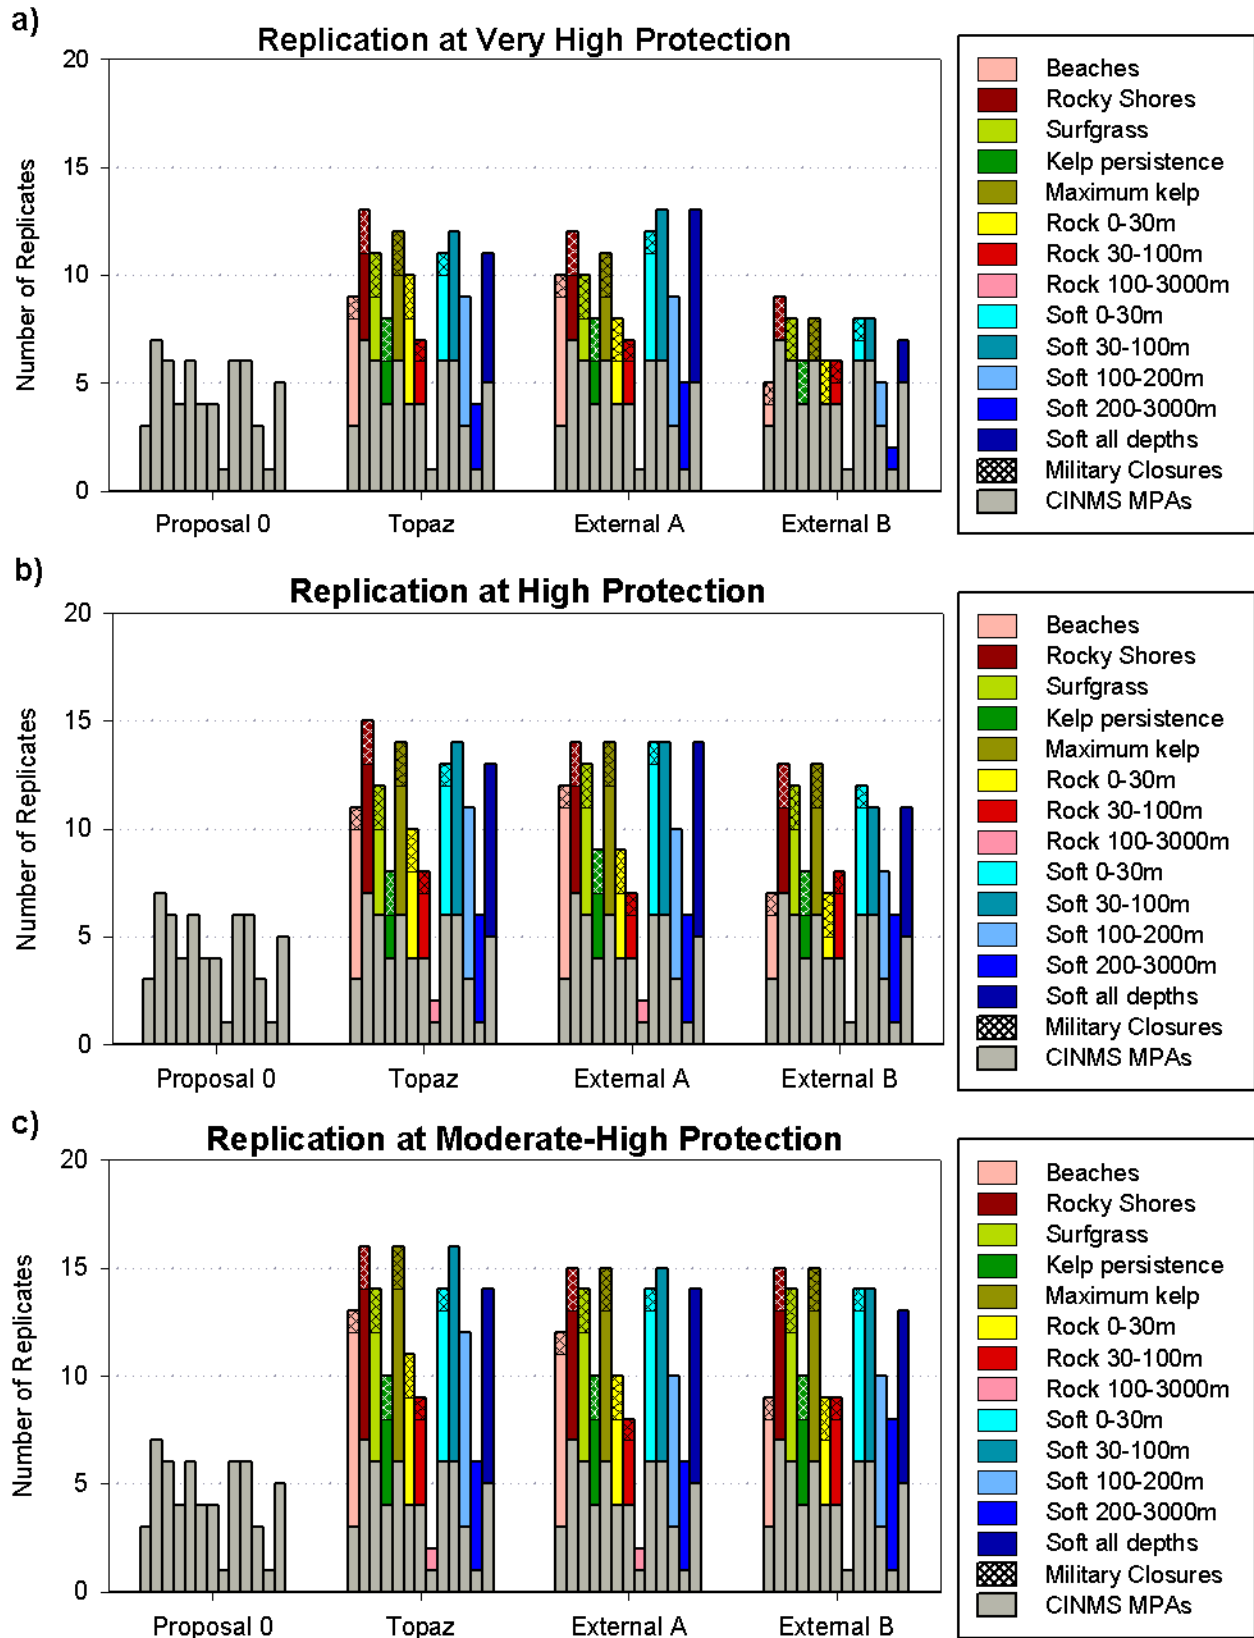 a)
Replication at Very High Protection
20
15
10
5
0
Number of Replicates
Proposal 0
Topaz
External A
External B
Beaches
Rocky Shores
Surfgrass
Kelp persistence
Maximum kelp
Rock 0-30m
Rock 30-100m
Rock 100-3000m
Soft 0-30m
Soft 30-100m
Soft 100-200m
Soft 200-3000m
Soft all depths
Military Closures
CINMS MPAs
b)
Replication at High Protection
20
15
10
5
0
Number of Replicates
Proposal 0
Topaz
External A
External B
Beaches
Rocky Shores
Surfgrass
Kelp persistence
Maximum kelp
Rock 0-30m
Rock 30-100m
Rock 100-3000m
Soft 0-30m
Soft 30-100m
Soft 100-200m
Soft 200-3000m
Soft all depths
Military Closures
CINMS MPAs
c)
Replication at Moderate-High Protection
20
15
10
5
0
Number of Replicates
Proposal 0
Topaz
External A
External B
Beaches
Rocky Shores
Surfgrass
Kelp persistence
Maximum kelp
Rock 0-30m
Rock 30-100m
Rock 100-3000m
Soft 0-30m
Soft 30-100m
Soft 100-200m
Soft 200-3000m
Soft all depths
Military Closures
CINMS MPAs